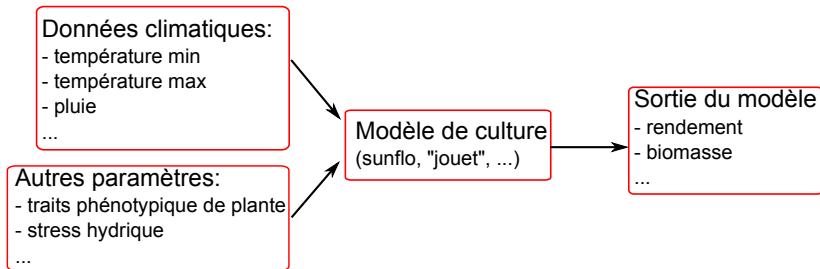 Données climatiques:
- température min
- température max
- pluie
...
Autres paramètres:
- traits phénotypique de plante
- stress hydrique
...
Modèle de culture
(sunflo, "jouet", ...)
Sortie du modèle
- rendement
- biomasse
...